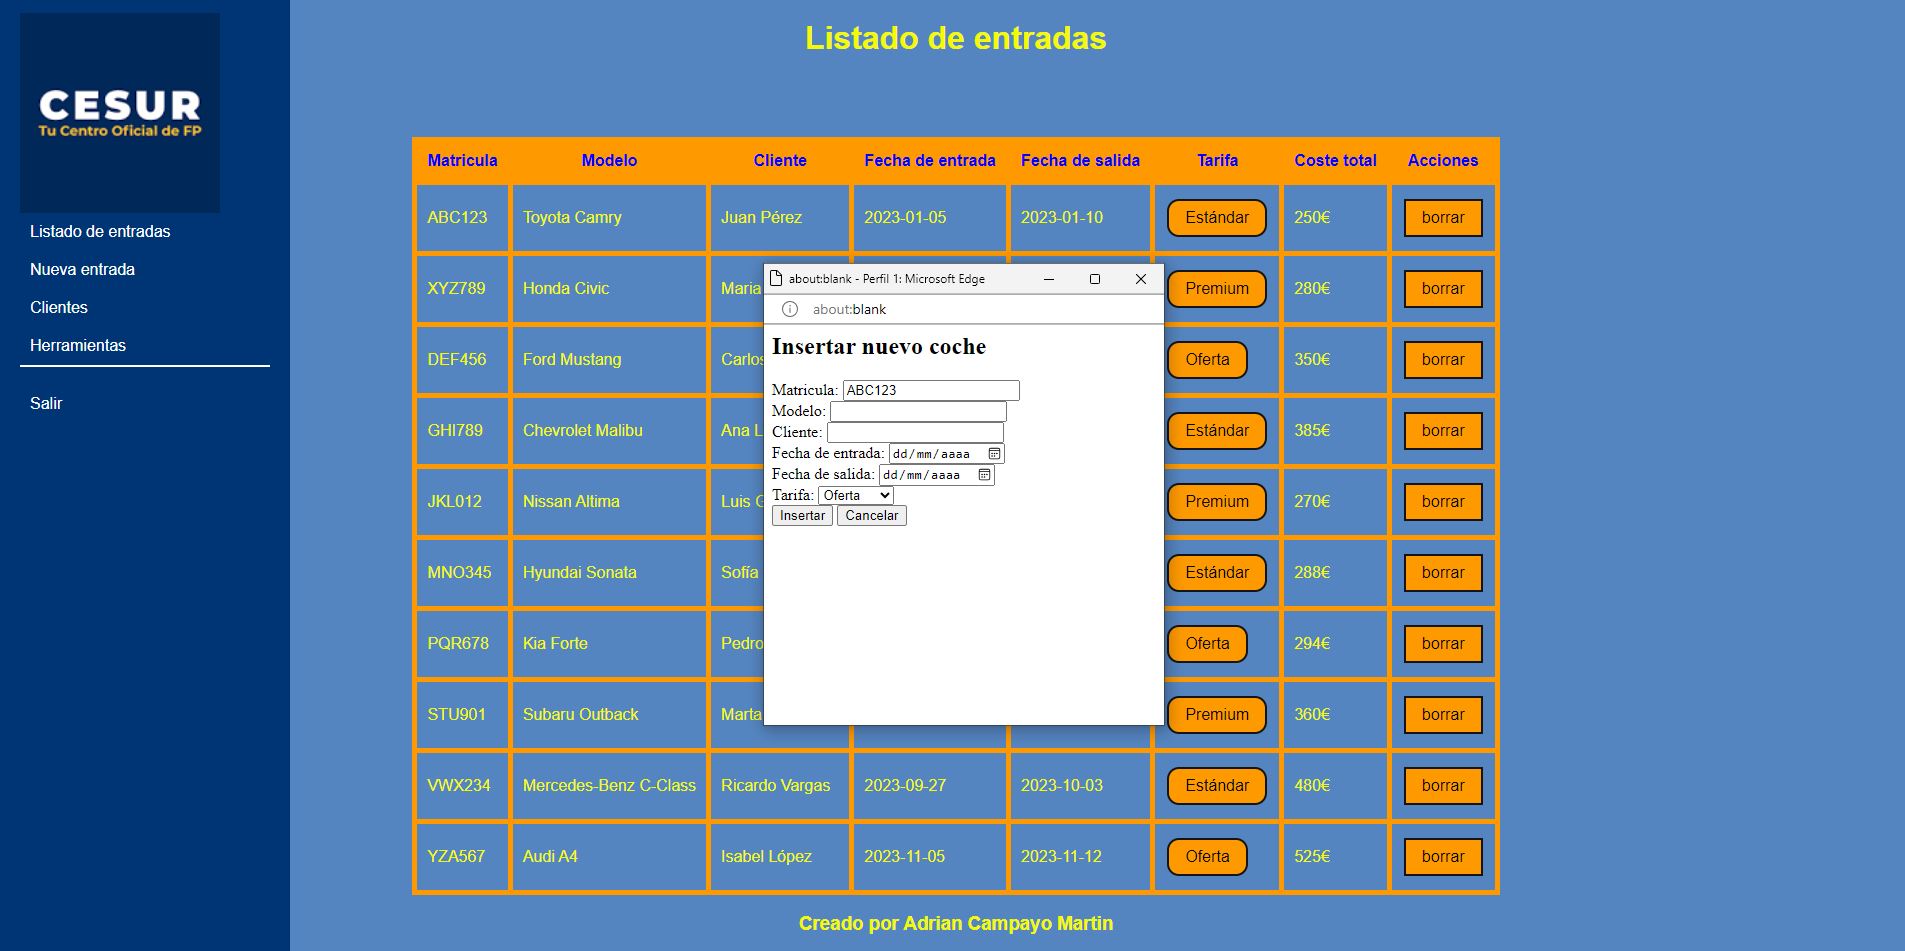 CESUR
Tu Centro Oficial de FP
Listado de entradas
Nueva entrada
Clientes
Herramientas
Salir
Listado de entradas
Matricula Modelo Cliente Fecha de entrada Fecha de salida Tarifa Coste total Acciones
ABC123 Toyota Camry Juan Pérez 2023-01-05 2023-01-10 Estándar 250€ borrar
XYZ789 Honda Civic Maria Premium 280€ borrar
DEF456 Ford Mustang Carlos Oferta 350€ borrar
GHI789 Chevrolet Malibu Ana L Estándar 385€ borrar
JKL012 Nissan Altima Luis G Premium 270€ borrar
MNO345 Hyundai Sonata Sofía Estándar 288€ borrar
PQR678 Kia Forte Pedro Oferta 294€ borrar
STU901 Subaru Outback Marta Premium 360€ borrar
VWX234 Mercedes-Benz C-Class Ricardo Vargas 2023-09-27 2023-10-03 Estándar 480€ borrar
YZA567 Audi A4 Isabel López 2023-11-05 2023-11-12 Oferta 525€ borrar
Creado por Adrian Campayo Martin
about:blank - Perfil 1: Microsoft Edge
about:blank
Insertar nuevo coche
Matricula: ABC123
Modelo:
Cliente:
Fecha de entrada: dd/mm/aaaa
Fecha de salida: dd/mm/aaaa
Tarifa: Oferta
Insertar Cancelar